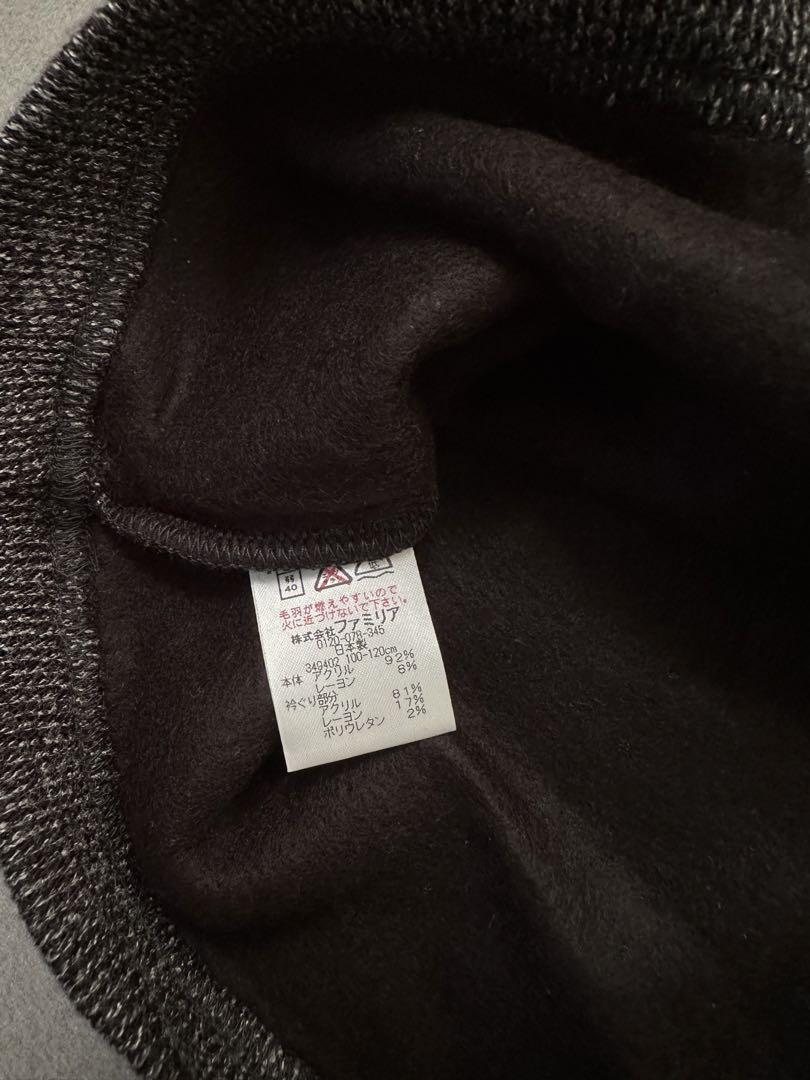 弱
40
毛羽が燃えやすいので
火に近づけないで下さい。
株式会社ファミリア
0120-078-345
日本製
349402 100-120cm
本体 アクリル 92%
レーヨン 8%
衿ぐり部分
アクリル 81%
レーヨン 17%
ポリウレタン 2%